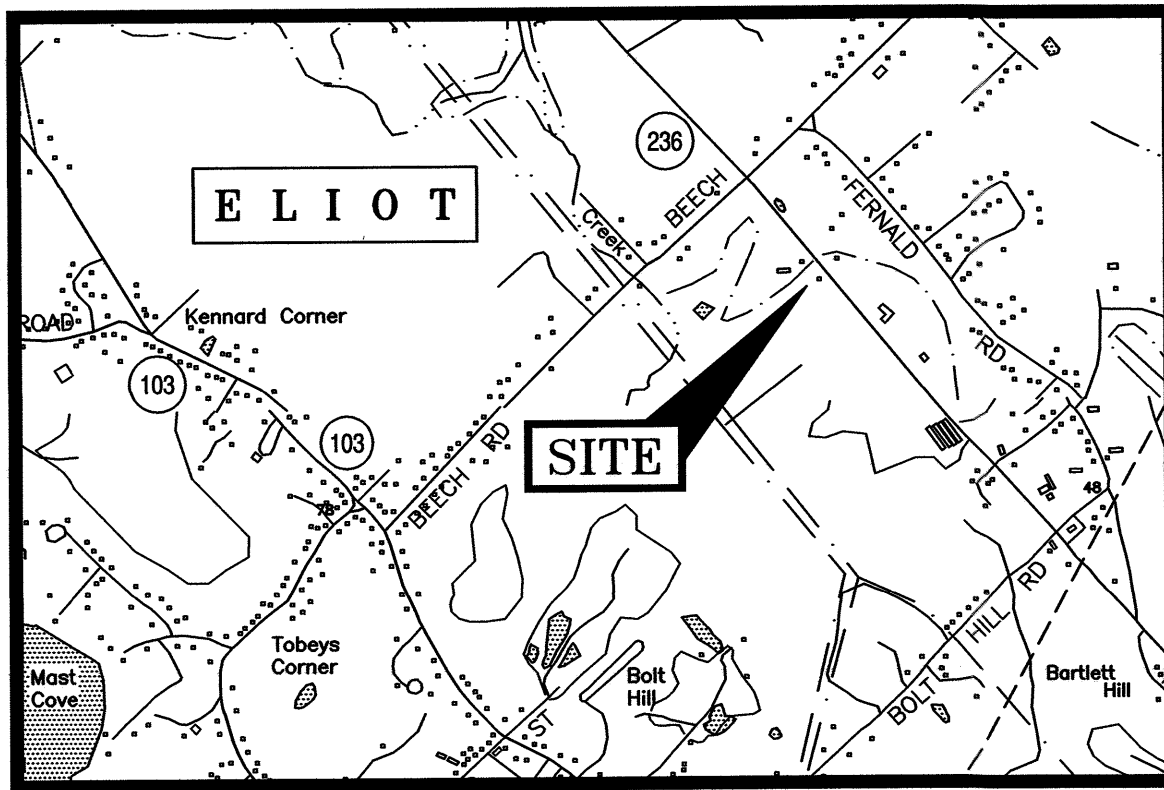 236
BEECH
FERNALD
RD
E L I O T
Creek
ROAD
Kennard Corner
103
103
SITE
BEECH RD
78
48
Tobeys
Corner
Mast
Cove
Bolt
Hill
ST
BOLT HILL RD
Bartlett
Hill